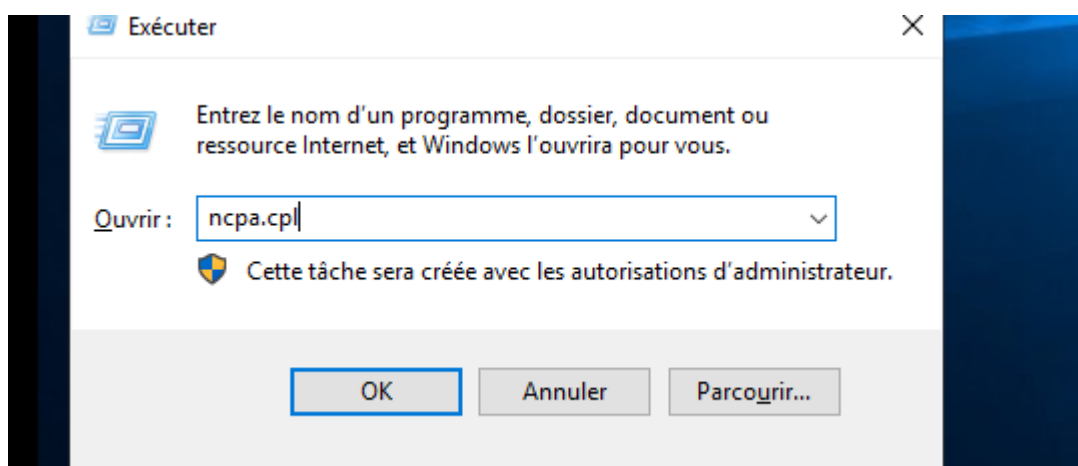 Exécuter
Entrez le nom d'un programme, dossier, document ou
ressource Internet, et Windows l'ouvrira pour vous.
Ouvrir :
ncpa.cpl
Cette tâche sera créée avec les autorisations d'administrateur.
OK
Annuler
Parcourir...